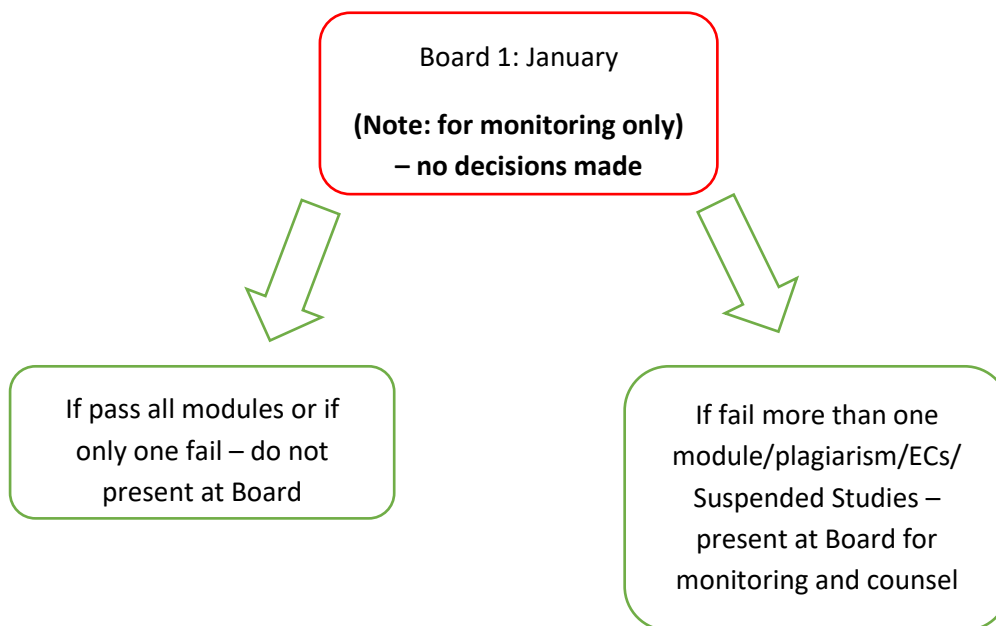 Board 1: January
(Note: for monitoring only)
– no decisions made
If pass all modules or if
only one fail – do not
present at Board
If fail more than one
module/plagiarism/ECs/
Suspended Studies –
present at Board for
monitoring and counsel